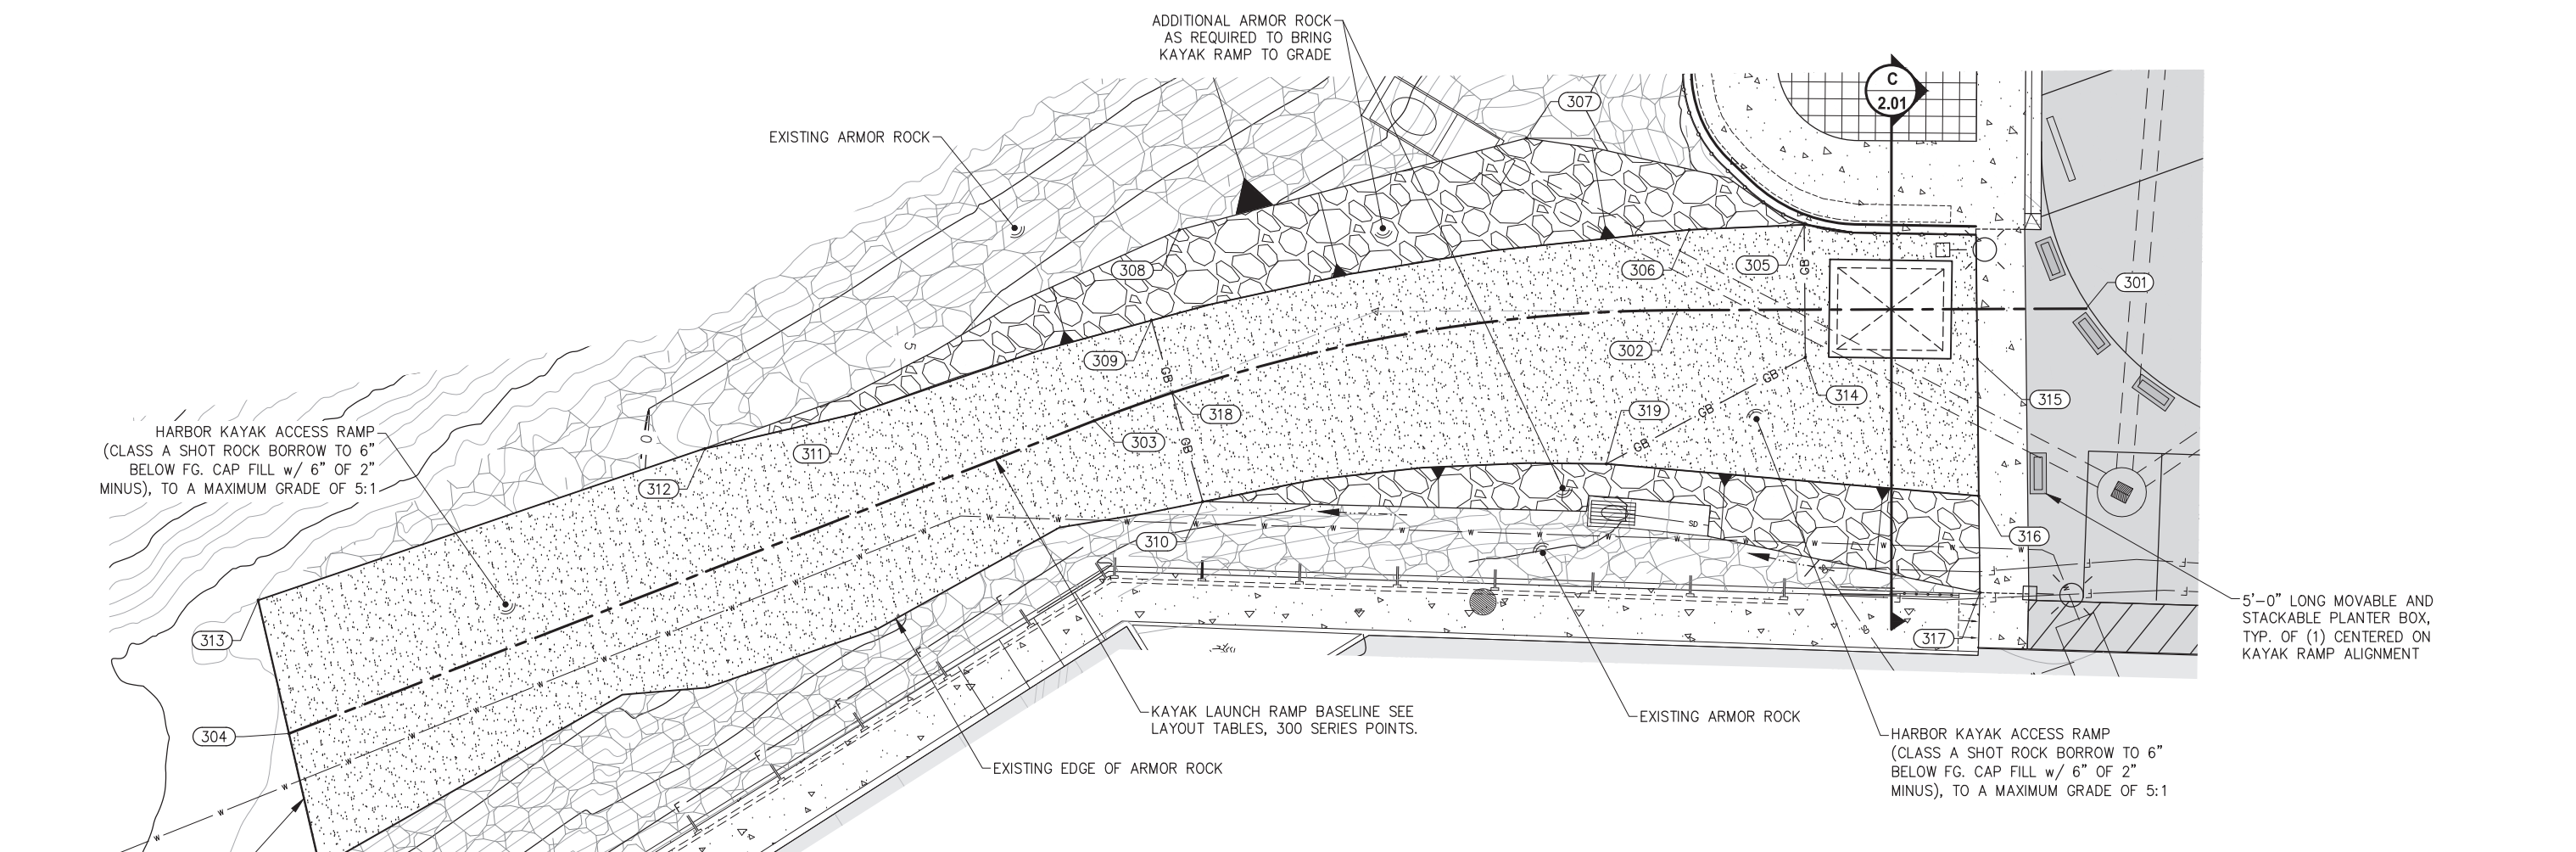 ADDITIONAL ARMOR ROCK
AS REQUIRED TO BRING
KAYAK RAMP TO GRADE
C
2.01
307
EXISTING ARMOR ROCK
308
306
305
GB
301
5
309
302
GB
GB
318
314
315
319
GB
GB
303
GB
311
0
312
HARBOR KAYAK ACCESS RAMP
(CLASS A SHOT ROCK BORROW TO 6"
BELOW FG. CAP FILL w/ 6" OF 2"
MINUS), TO A MAXIMUM GRADE OF 5:1
310
SD
316
313
SD
SD
317
5'-0" LONG MOVABLE AND
STACKABLE PLANTER BOX,
TYP. OF (1) CENTERED ON
KAYAK RAMP ALIGNMENT
304
KAYAK LAUNCH RAMP BASELINE SEE
LAYOUT TABLES, 300 SERIES POINTS.
EXISTING ARMOR ROCK
EXISTING EDGE OF ARMOR ROCK
HARBOR KAYAK ACCESS RAMP
(CLASS A SHOT ROCK BORROW TO 6"
BELOW FG. CAP FILL w/ 6" OF 2"
MINUS), TO A MAXIMUM GRADE OF 5:1